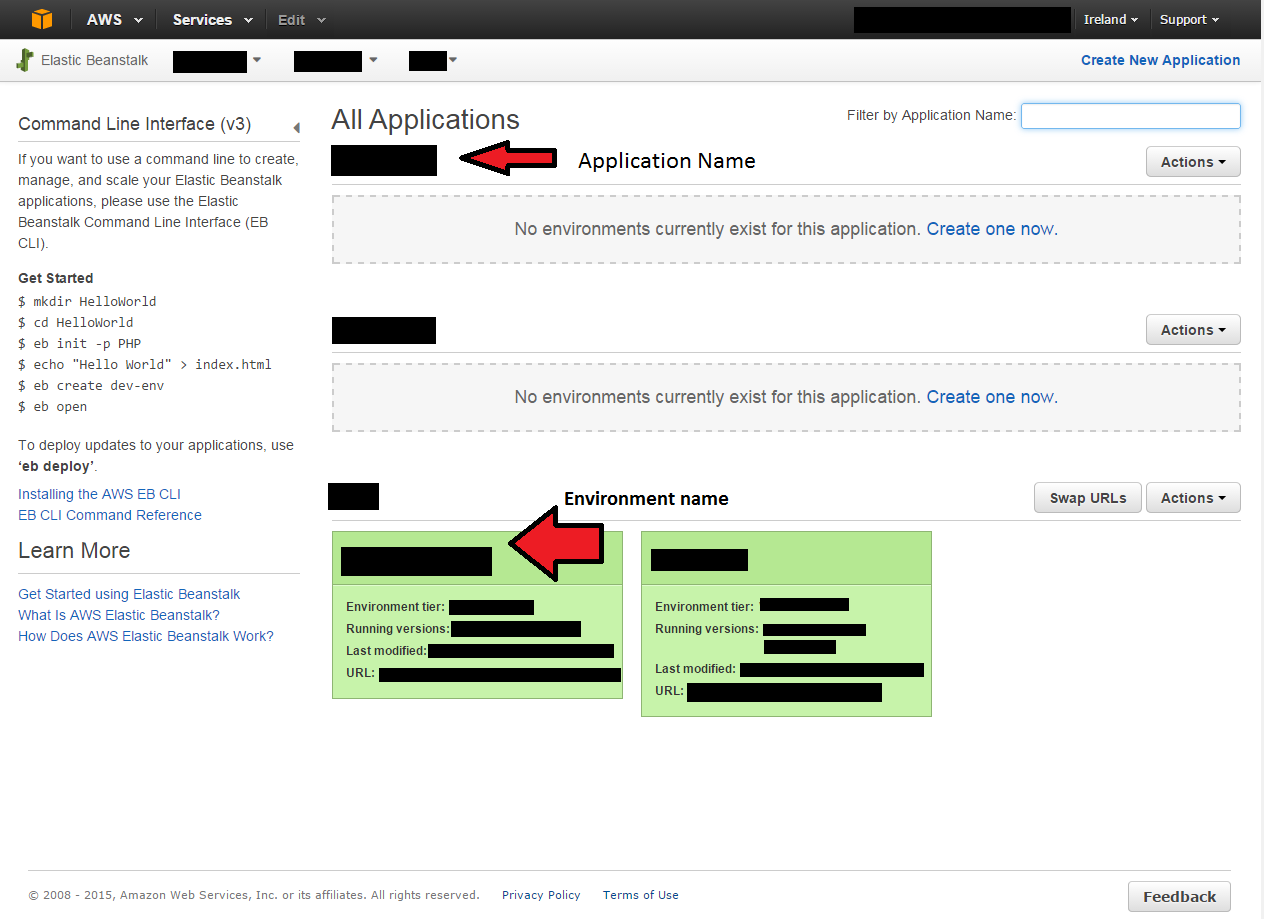 AWS Services Edit Ireland Support
Elastic Beanstalk Create New Application
Command Line Interface (v3)
If you want to use a command line to create,
manage, and scale your Elastic Beanstalk
applications, please use the Elastic
Beanstalk Command Line Interface (EB
CLI).
Get Started
$ mkdir HelloWorld
$ cd HelloWorld
$ eb init -p PHP
$ echo "Hello World" > index.html
$ eb create dev-env
$ eb open
To deploy updates to your applications, use
‘eb deploy’.
Installing the AWS EB CLI
EB CLI Command Reference
Learn More
Get Started using Elastic Beanstalk
What Is AWS Elastic Beanstalk?
How Does AWS Elastic Beanstalk Work?
All Applications
Filter by Application Name:
Application Name
Actions
No environments currently exist for this application. Create one now.
Actions
No environments currently exist for this application. Create one now.
Environment name
Swap URLs Actions
Environment tier:
Running versions:
Last modified:
URL:
Environment tier:
Running versions:
Last modified:
URL:
© 2008 - 2015, Amazon Web Services, Inc. or its affiliates. All rights reserved. Privacy Policy Terms of Use
Feedback